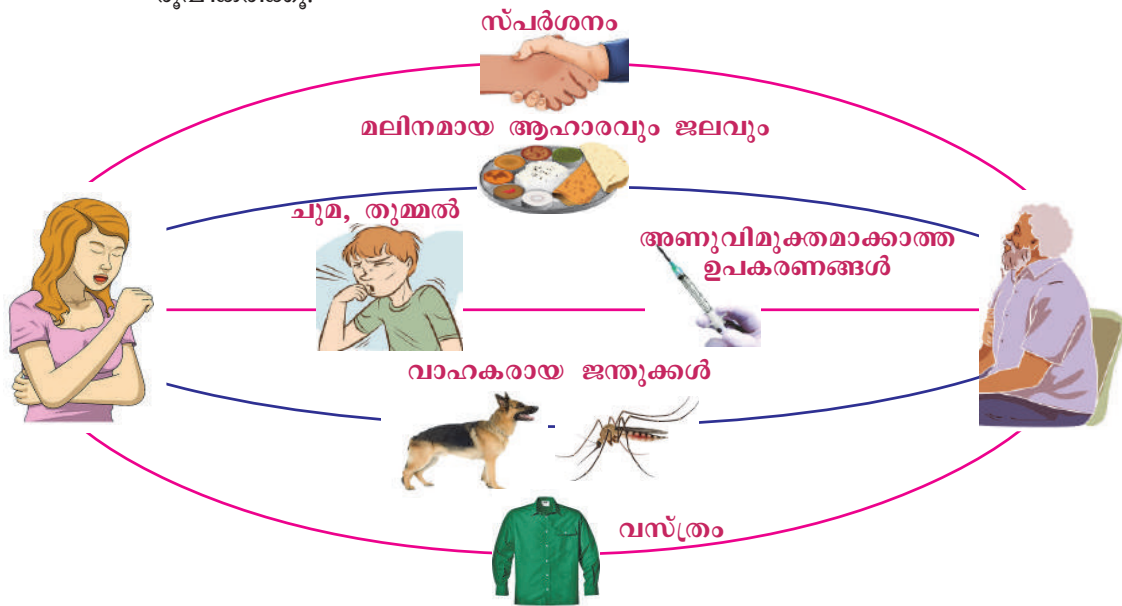 സ്പർശനം
മലിനമായ ആഹാരവും ജലവും
ചുമ, തുമ്മൽ
അണുവിമുക്തമാക്കാത്ത
ഉപകരണങ്ങൾ
വാഹകരായ ജന്തുക്കൾ
വസ്ത്രം